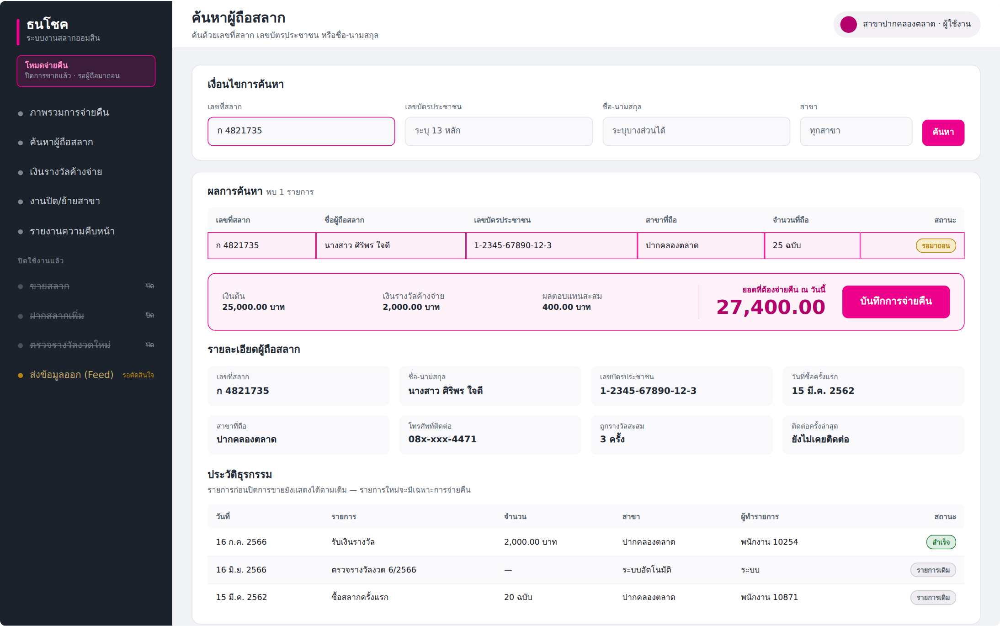 ธนโชค
ระบบงานสลากออมสิน
โหมดจ่ายคืน
ปิดการขายแล้ว · รอผู้ถือมาถอน
ภาพรวมการจ่ายคืน
ค้นหาผู้ถือสลาก
เงินรางวัลค้างจ่าย
งานปิด/ย้ายสาขา
รายงานความคืบหน้า
ปิดใช้งานแล้ว
ขายสลาก ปิด
ฝากสลากเพิ่ม ปิด
ตรวจรางวัลงวดใหม่ ปิด
ส่งข้อมูลออก (Feed) รอตัดสินใจ
ค้นหาผู้ถือสลาก
ค้นด้วยเลขที่สลาก เลขบัตรประชาชน หรือชื่อ-นามสกุล
สาขาปากคลองตลาด · ผู้ใช้งาน
เงื่อนไขการค้นหา
เลขที่สลาก เลขบัตรประชาชน ชื่อ-นามสกุล สาขา
ก 4821735 ระบุ 13 หลัก ระบุบางส่วนได้ ทุกสาขา ค้นหา
ผลการค้นหา พบ 1 รายการ
เลขที่สลาก ชื่อผู้ถือสลาก เลขบัตรประชาชน สาขาที่ถือ จำนวนที่ถือ สถานะ
ก 4821735 นางสาว ศิริพร ใจดี 1-2345-67890-12-3 ปากคลองตลาด 25 ฉบับ รอมาถอน
เงินต้น เงินรางวัลค้างจ่าย ผลตอบแทนสะสม ยอดที่ต้องจ่ายคืน ณ วันนี้
25,000.00 บาท 2,000.00 บาท 400.00 บาท 27,400.00 บันทึกการจ่ายคืน
รายละเอียดผู้ถือสลาก
เลขที่สลาก ชื่อ-นามสกุล เลขบัตรประชาชน วันที่ซื้อครั้งแรก
ก 4821735 นางสาว ศิริพร ใจดี 1-2345-67890-12-3 15 มี.ค. 2562
สาขาที่ถือ โทรศัพท์ติดต่อ ถูกรางวัลสะสม ติดต่อครั้งล่าสุด
ปากคลองตลาด 08x-xxx-4471 3 ครั้ง ยังไม่เคยติดต่อ
ประวัติธุรกรรม
รายการก่อนปิดการขายยังแสดงได้ตามเดิม — รายการใหม่จะมีเฉพาะการจ่ายคืน
วันที่ รายการ จำนวน สาขา ผู้ทำรายการ สถานะ
16 ก.ค. 2566 รับเงินรางวัล 2,000.00 บาท ปากคลองตลาด พนักงาน 10254 สำเร็จ
16 มิ.ย. 2566 ตรวจรางวัลงวด 6/2566 — ระบบอัตโนมัติ ระบบ รายการเดิม
15 มี.ค. 2562 ซื้อสลากครั้งแรก 20 ฉบับ ปากคลองตลาด พนักงาน 10871 รายการเดิม